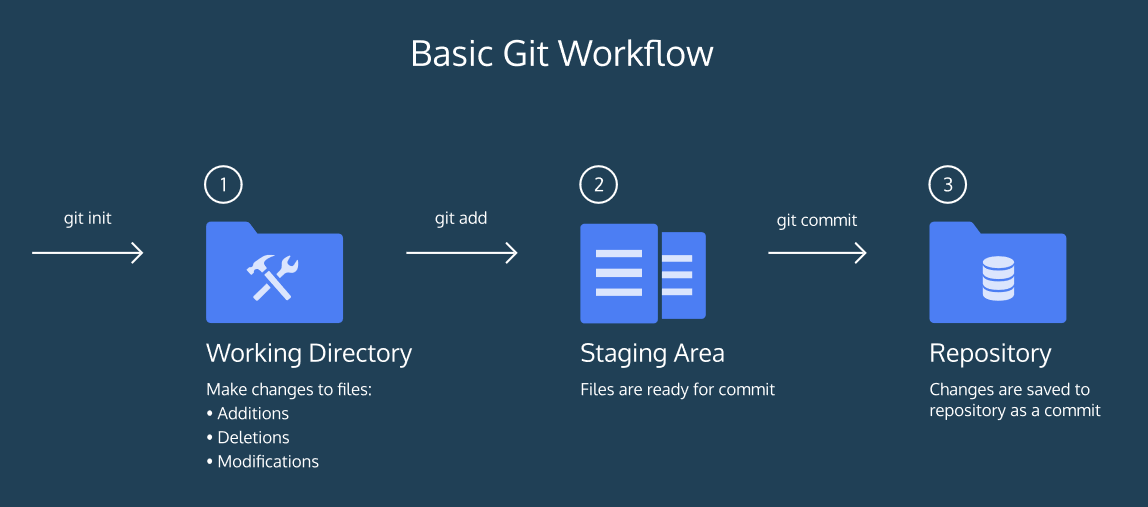 Basic Git Workflow
git init
1
git add
2
git commit
3
Working Directory
Make changes to files:
• Additions
• Deletions
• Modifications
Staging Area
Files are ready for commit
Repository
Changes are saved to
repository as a commit